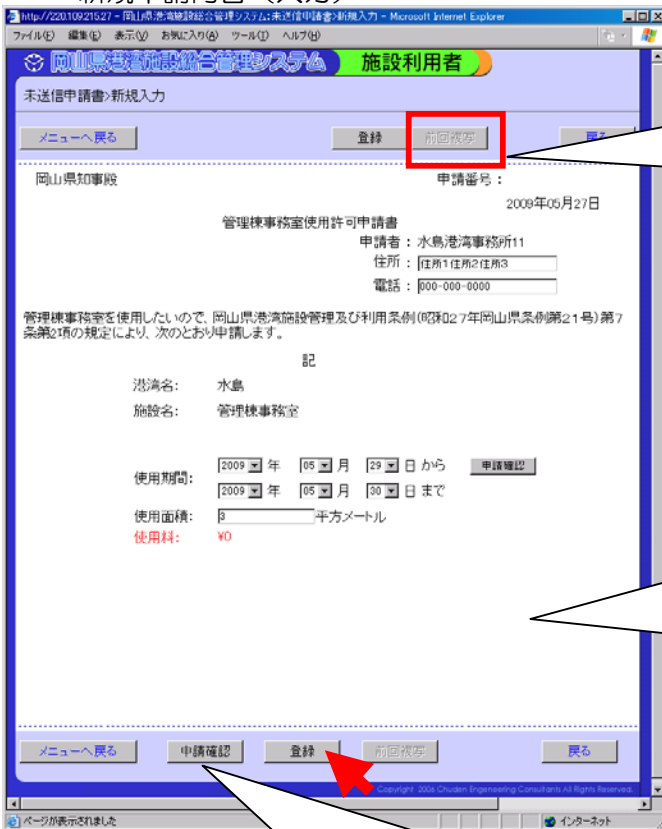 http://220.109.215.27 - 岡山県港湾施設総合管理システム:未送信申請書>新規入力 - Microsoft Internet Explorer
ファイル(F) 編集(E) 表示(V) お気に入り(A) ツール(T) ヘルプ(H)
岡山県港湾施設総合管理システム 施設利用者
未送信申請書>新規入力
メニューへ戻る 登録 前回複写
岡山県知事殿 申請番号:
2009年05月27日
管理棟事務室使用許可申請書
申請者: 水島港湾事務所11
住所: 住所1住所2住所3
電話: 000-000-0000
管理棟事務室を使用したいので、岡山県港湾施設管理及び利用条例(昭和27年岡山県条例第21号)第7
条第2項の規定により、次のとおり申請します。
記
港湾名: 水島
施設名: 管理棟事務室
使用期間: 2009 年 05 月 29 日 から 申請確認
2009 年 05 月 30 日 まで
使用面積: 3 平方メートル
使用料: ¥0
メニューへ戻る 申請確認 登録 前回複写 戻る
Copyright 2006 Chuden Engineering Consultants All Rights Reserved.
ページが表示されました インターネット